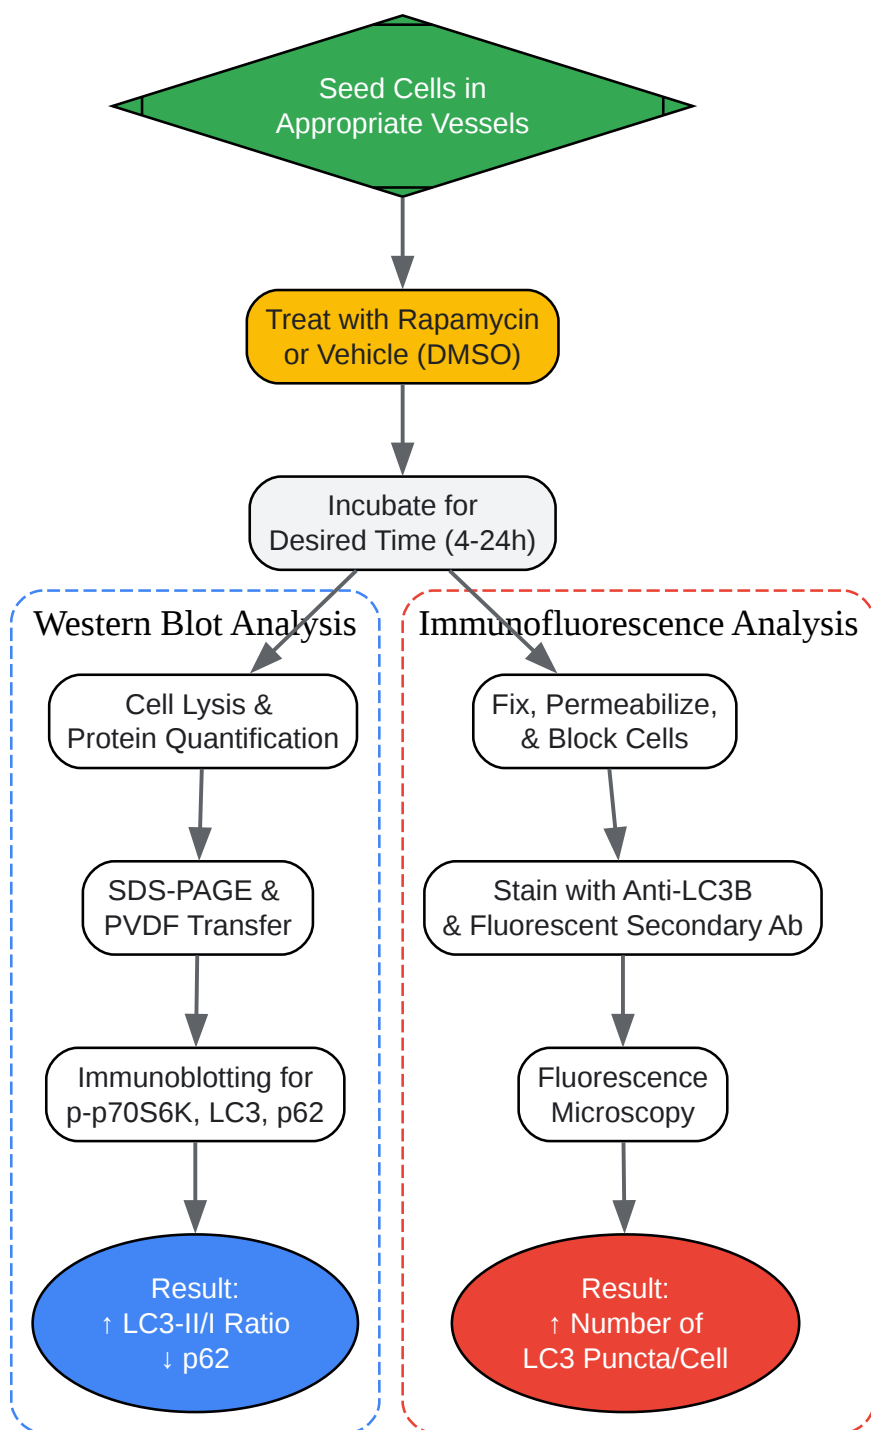 Seed Cells in
Appropriate Vessels
Treat with Rapamycin
or Vehicle (DMSO)
Incubate for
Desired Time (4-24h)
Western Blot Analysis
Cell Lysis &
Protein Quantification
SDS-PAGE &
PVDF Transfer
Immunoblotting for
p-p70S6K, LC3, p62
Result:
↑ LC3-II/I Ratio
↓ p62
Immunofluorescence Analysis
Fix, Permeabilize,
& Block Cells
Stain with Anti-LC3B
& Fluorescent Secondary Ab
Fluorescence
Microscopy
Result:
↑ Number of
LC3 Puncta/Cell